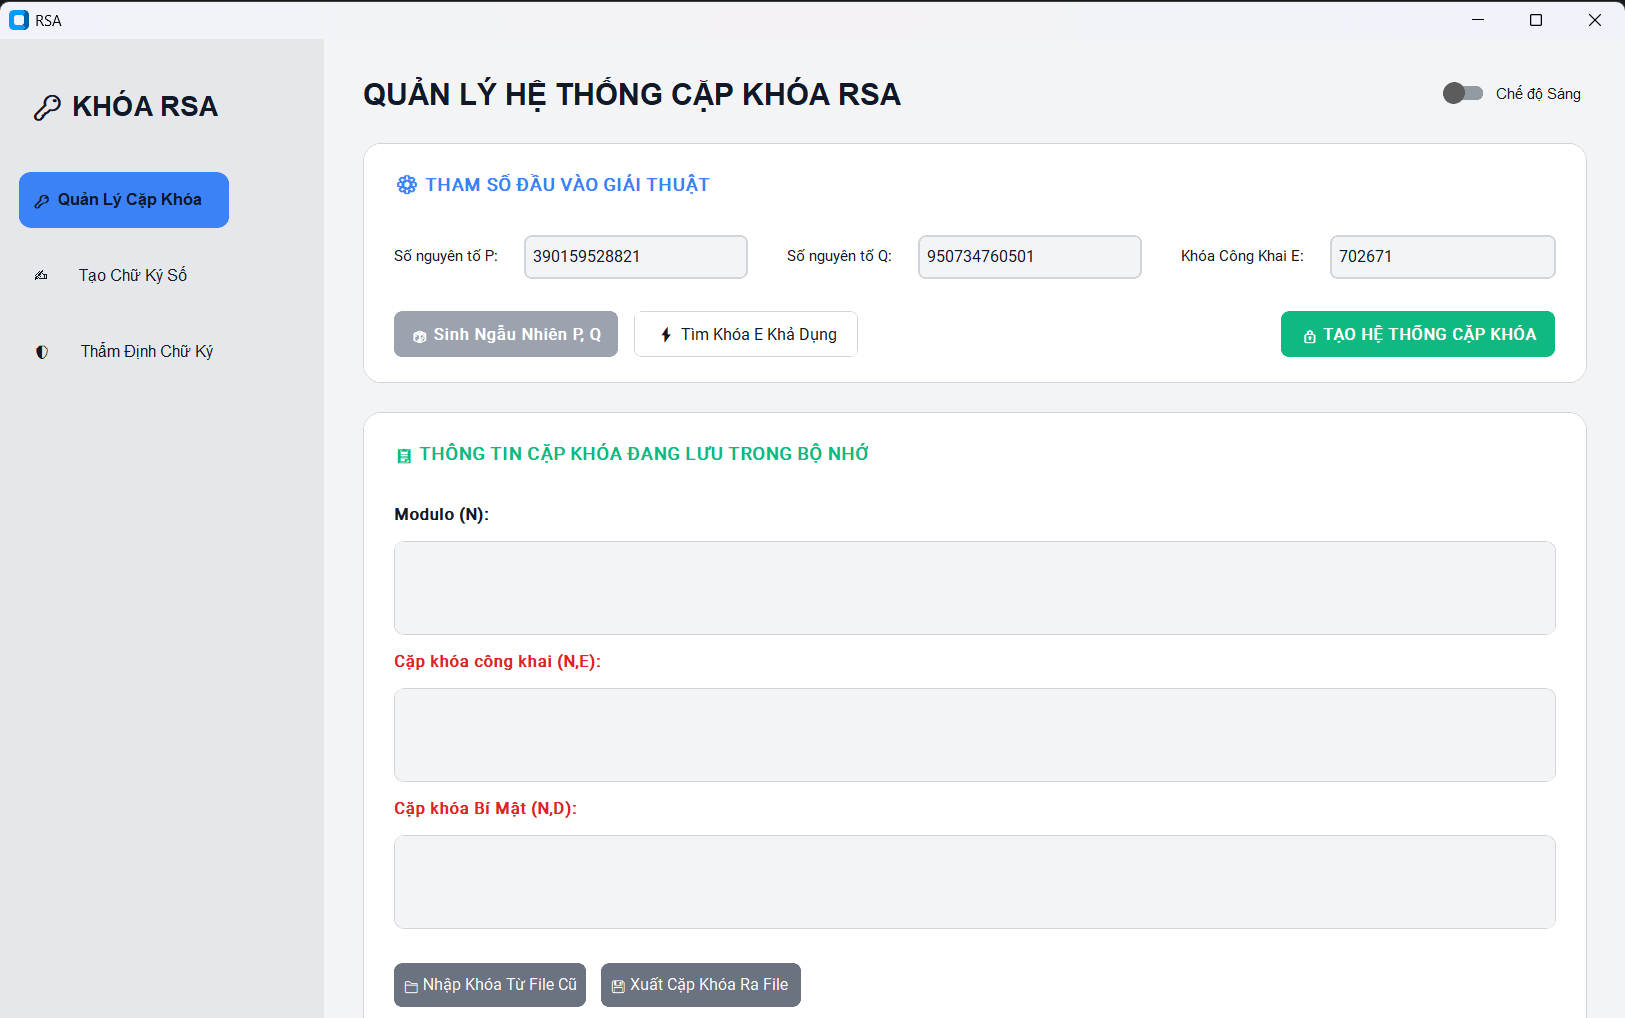 RSA
KHÓA RSA
Quản Lý Cặp Khóa
Tạo Chữ Ký Số
Thẩm Định Chữ Ký
QUẢN LÝ HỆ THỐNG CẶP KHÓA RSA
Chế độ Sáng
THAM SỐ ĐẦU VÀO GIẢI THUẬT
Số nguyên tố P: 390159528821
Số nguyên tố Q: 950734760501
Khóa Công Khai E: 702671
Sinh Ngẫu Nhiên P, Q
Tìm Khóa E Khả Dụng
TẠO HỆ THỐNG CẶP KHÓA
THÔNG TIN CẶP KHÓA ĐANG LƯU TRONG BỘ NHỚ
Modulo (N):
Cặp khóa công khai (N,E):
Cặp khóa Bí Mật (N,D):
Nhập Khóa Từ File Cũ
Xuất Cặp Khóa Ra File